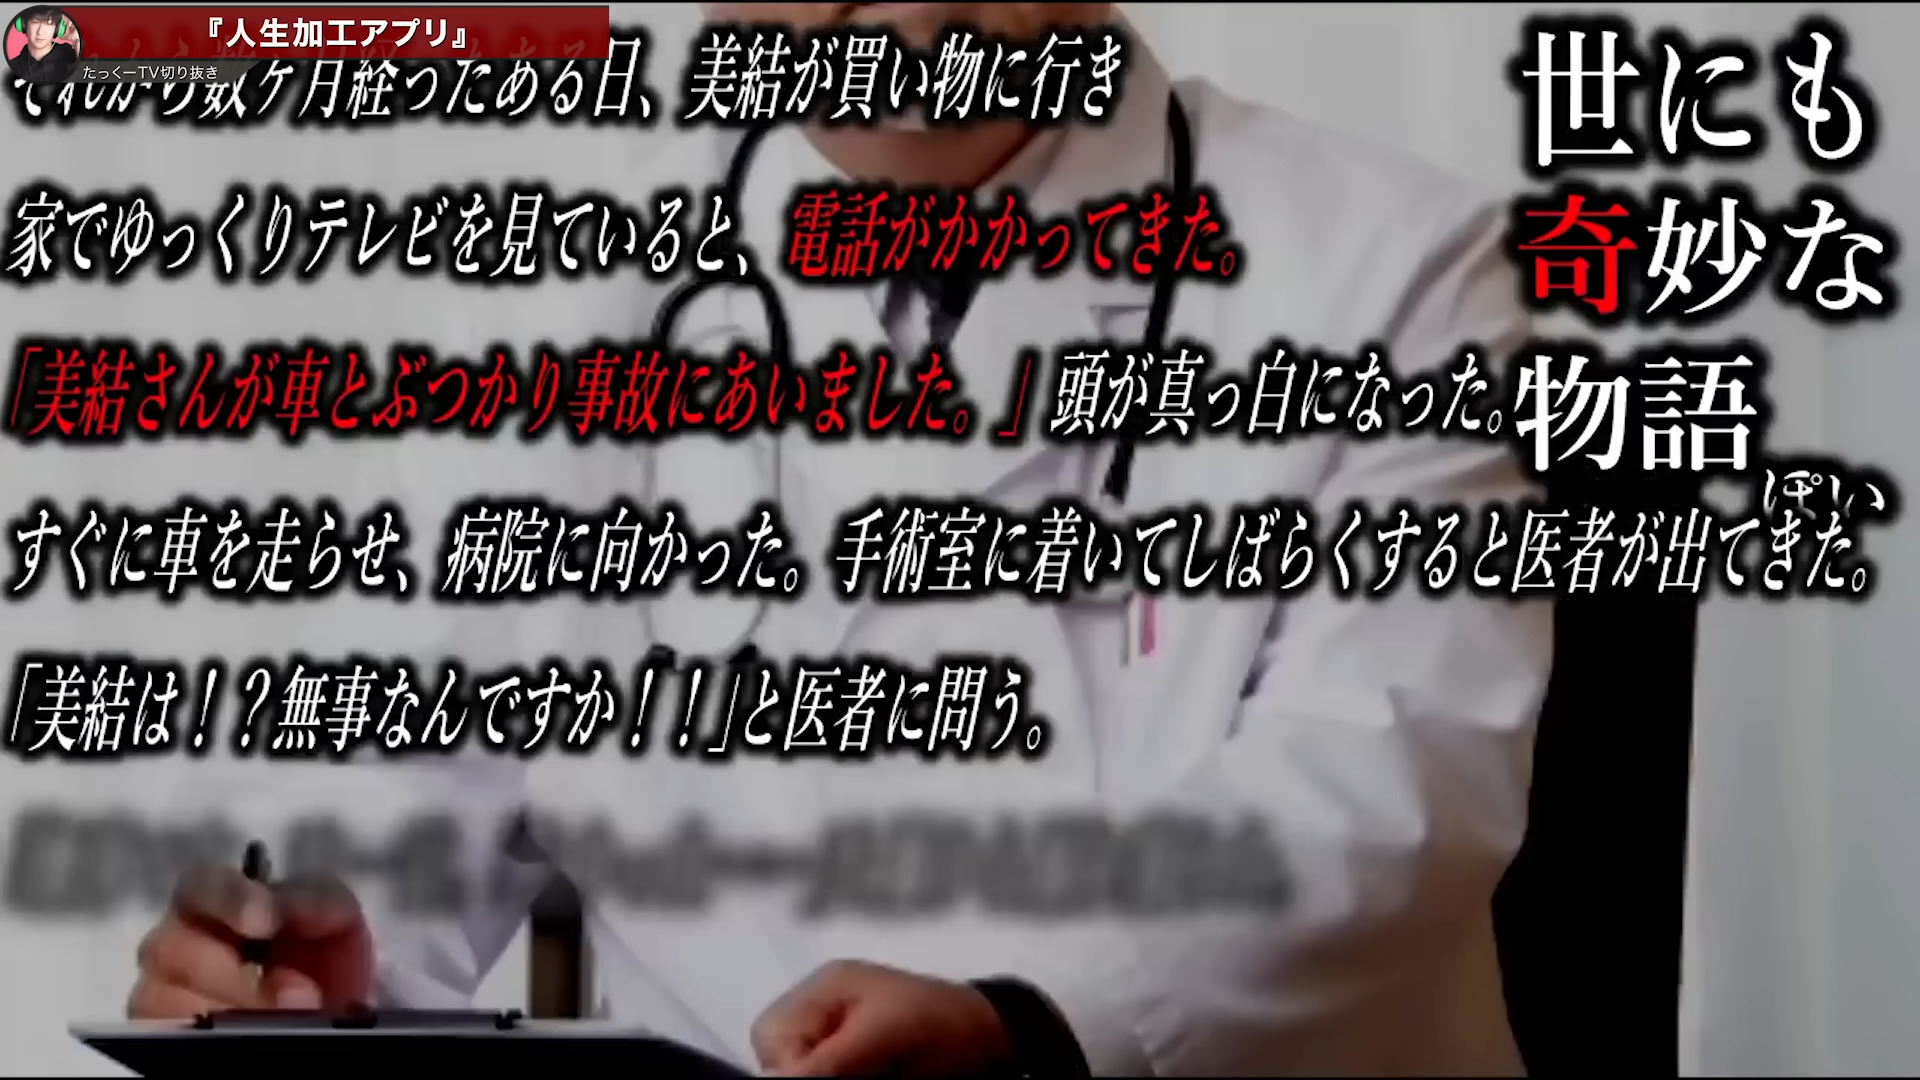 『人生加工アプリ』
たっくーTV切り抜き
それから数ヶ月経ったある日、美結が買い物に行き
家でゆっくりテレビを見ていると、電話がかかってきた。
「美結さんが車とぶつかり事故にあいました。」頭が真っ白になった。
すぐに車を走らせ、病院に向かった。手術室に着いてしばらくすると医者が出てきた。
「美結は！？無事なんですか！！」と医者に問う。
世にも
奇妙な
物語
ぽい